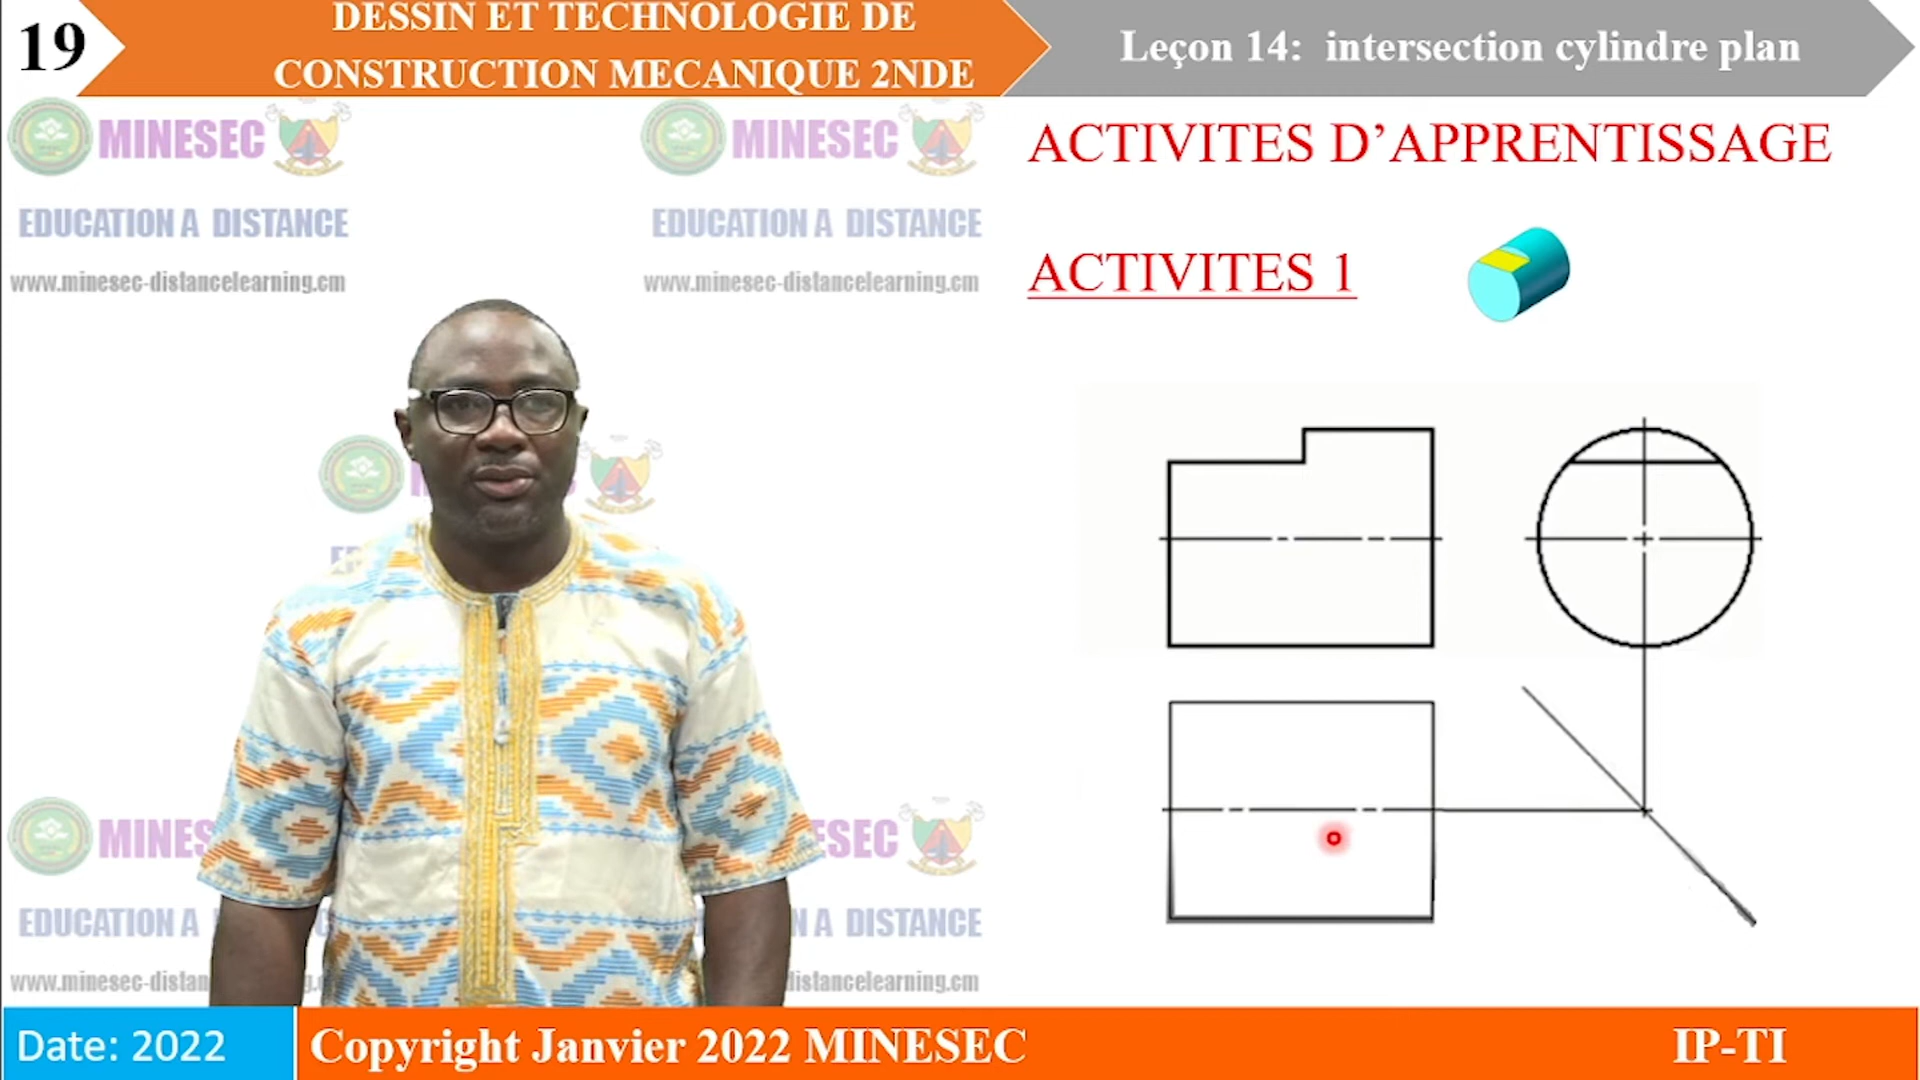 19
DESSIN ET TECHNOLOGIE DE
CONSTRUCTION MECANIQUE 2NDE
Leçon 14: intersection cylindre plan
MINESEC
EDUCATION A DISTANCE
www.minesec-distancelearning.cm
MINESEC
EDUCATION A DISTANCE
www.minesec-distancelearning.cm
ACTIVITES D’APPRENTISSAGE
ACTIVITES 1
MINES
ESEC
EDUCATION A
N A DISTANCE
www.minesec-distan
distancelearning.cm
Date: 2022
Copyright Janvier 2022 MINESEC
IP-TI